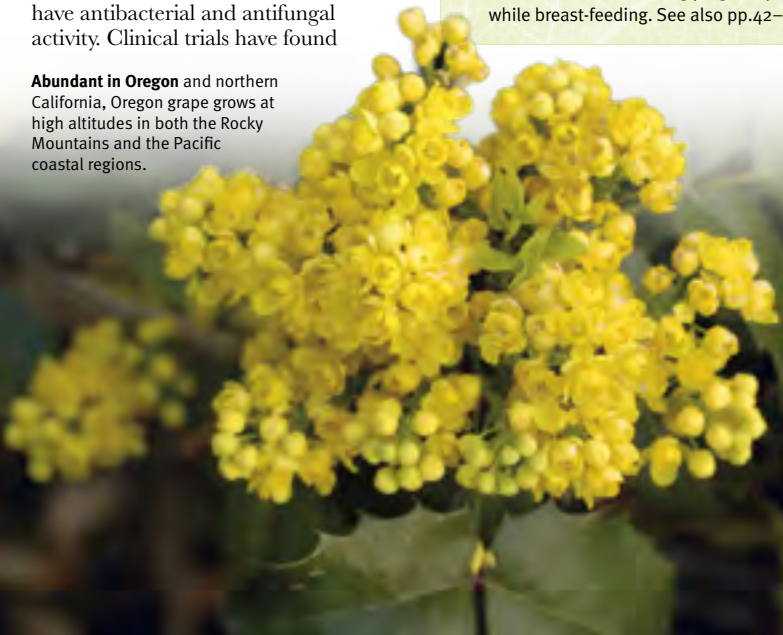 have antibacterial and antifungal
activity. Clinical trials have found
while breast-feeding. See also pp.42–
Abundant in Oregon and northern
California, Oregon grape grows at
high altitudes in both the Rocky
Mountains and the Pacific
coastal regions.